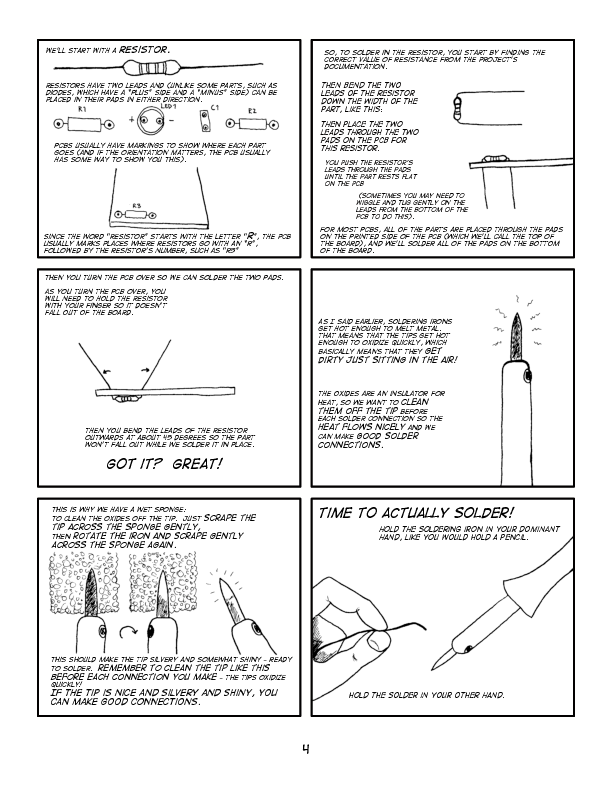 WE'LL START WITH A RESISTOR.
RESISTORS HAVE TWO LEADS AND (UNLIKE SOME PARTS, SUCH AS
DIODES, WHICH HAVE A "PLUS" SIDE AND A "MINUS" SIDE) CAN BE
PLACED IN THEIR PADS IN EITHER DIRECTION.
R1
LED1
C1
R2
+
-
PCBS USUALLY HAVE MARKINGS TO SHOW WHERE EACH PART
GOES (AND IF THE ORIENTATION MATTERS, THE PCB USUALLY
HAS SOME WAY TO SHOW YOU THIS).
R3
SINCE THE WORD "RESISTOR" STARTS WITH THE LETTER "R", THE PCB
USUALLY MARKS PLACES WHERE RESISTORS GO WITH AN "R",
FOLLOWED BY THE RESISTOR'S NUMBER, SUCH AS "R3"
SO, TO SOLDER IN THE RESISTOR, YOU START BY FINDING THE
CORRECT VALUE OF RESISTANCE FROM THE PROJECT'S
DOCUMENTATION.
THEN BEND THE TWO
LEADS OF THE RESISTOR
DOWN THE WIDTH OF THE
PART, LIKE THIS:
THEN PLACE THE TWO
LEADS THROUGH THE TWO
PADS ON THE PCB FOR
THIS RESISTOR.
YOU PUSH THE RESISTOR'S
LEADS THROUGH THE PADS
UNTIL THE PART RESTS FLAT
ON THE PCB
(SOMETIMES YOU MAY NEED TO
WIGGLE AND TUG GENTLY ON THE
LEADS FROM THE BOTTOM OF THE
PCB TO DO THIS).
FOR MOST PCBS, ALL OF THE PARTS ARE PLACED THROUGH THE PADS
ON THE PRINTED SIDE OF THE PCB (WHICH WE'LL CALL THE TOP OF
THE BOARD), AND WE'LL SOLDER ALL OF THE PADS ON THE BOTTOM
OF THE BOARD.
THEN YOU TURN THE PCB OVER SO WE CAN SOLDER THE TWO PADS.
AS YOU TURN THE PCB OVER, YOU
WILL NEED TO HOLD THE RESISTOR
WITH YOUR FINGER SO IT DOESN'T
FALL OUT OF THE BOARD.
THEN YOU BEND THE LEADS OF THE RESISTOR
OUTWARDS AT ABOUT 45 DEGREES SO THE PART
WON'T FALL OUT WHILE WE SOLDER IT IN PLACE.
GOT IT? GREAT!
AS I SAID EARLIER, SOLDERING IRONS
GET HOT ENOUGH TO MELT METAL.
THAT MEANS THAT THE TIPS GET HOT
ENOUGH TO OXIDIZE QUICKLY, WHICH
BASICALLY MEANS THAT THEY GET
DIRTY JUST SITTING IN THE AIR!
THE OXIDES ARE AN INSULATOR FOR
HEAT, SO WE WANT TO CLEAN
THEM OFF THE TIP BEFORE
EACH SOLDER CONNECTION SO THE
HEAT FLOWS NICELY AND WE
CAN MAKE GOOD SOLDER
CONNECTIONS.
THIS IS WHY WE HAVE A WET SPONGE:
TO CLEAN THE OXIDES OFF THE TIP. JUST SCRAPE THE
TIP ACROSS THE SPONGE GENTLY,
THEN ROTATE THE IRON AND SCRAPE GENTLY
ACROSS THE SPONGE AGAIN.
THIS SHOULD MAKE THE TIP SILVERY AND SOMEWHAT SHINY - READY
TO SOLDER. REMEMBER TO CLEAN THE TIP LIKE THIS
BEFORE EACH CONNECTION YOU MAKE - THE TIPS OXIDIZE
QUICKLY!
IF THE TIP IS NICE AND SILVERY AND SHINY, YOU
CAN MAKE GOOD CONNECTIONS.
TIME TO ACTUALLY SOLDER!
HOLD THE SOLDERING IRON IN YOUR DOMINANT
HAND, LIKE YOU WOULD HOLD A PENCIL.
HOLD THE SOLDER IN YOUR OTHER HAND.
4